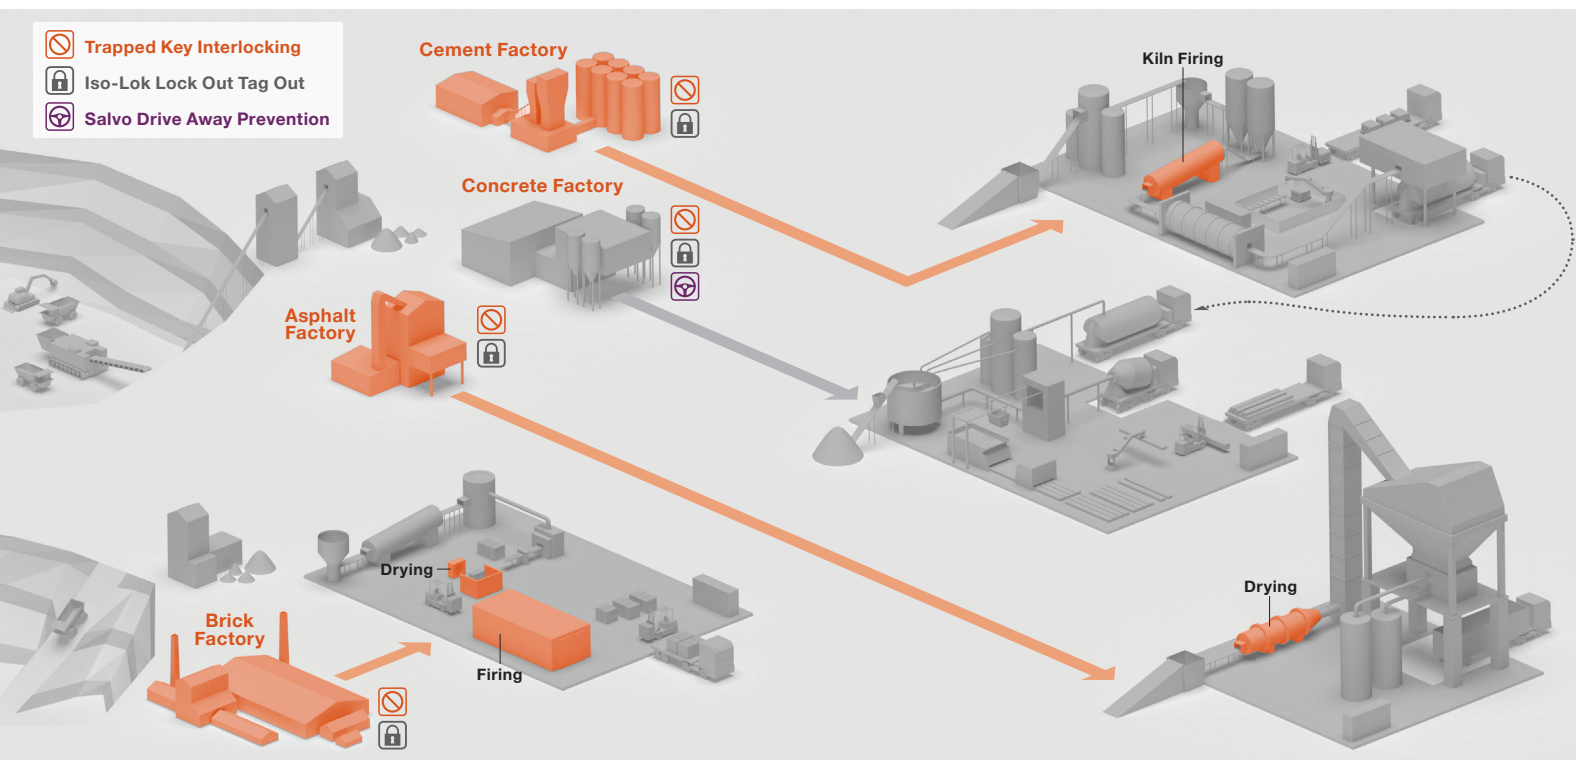 Trapped Key Interlocking
Iso-Lok Lock Out Tag Out
Salvo Drive Away Prevention
Cement Factory
Kiln Firing
Concrete Factory
Asphalt
Factory
Drying
Drying
Brick
Factory
Firing